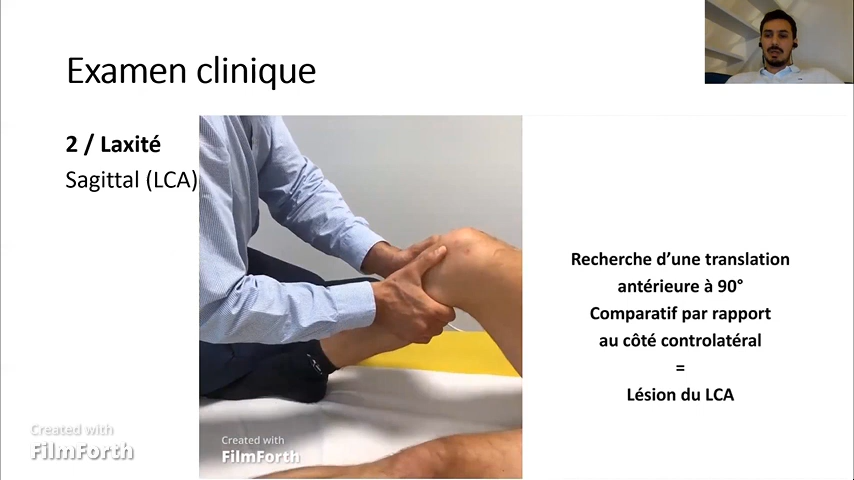 Examen clinique
2 / Laxité
Sagittal (LCA)
Recherche d’une translation
antérieure à 90°
Comparatif par rapport
au côté controlatéral
=
Lésion du LCA
Created with
FilmForth
Created with
FilmForth